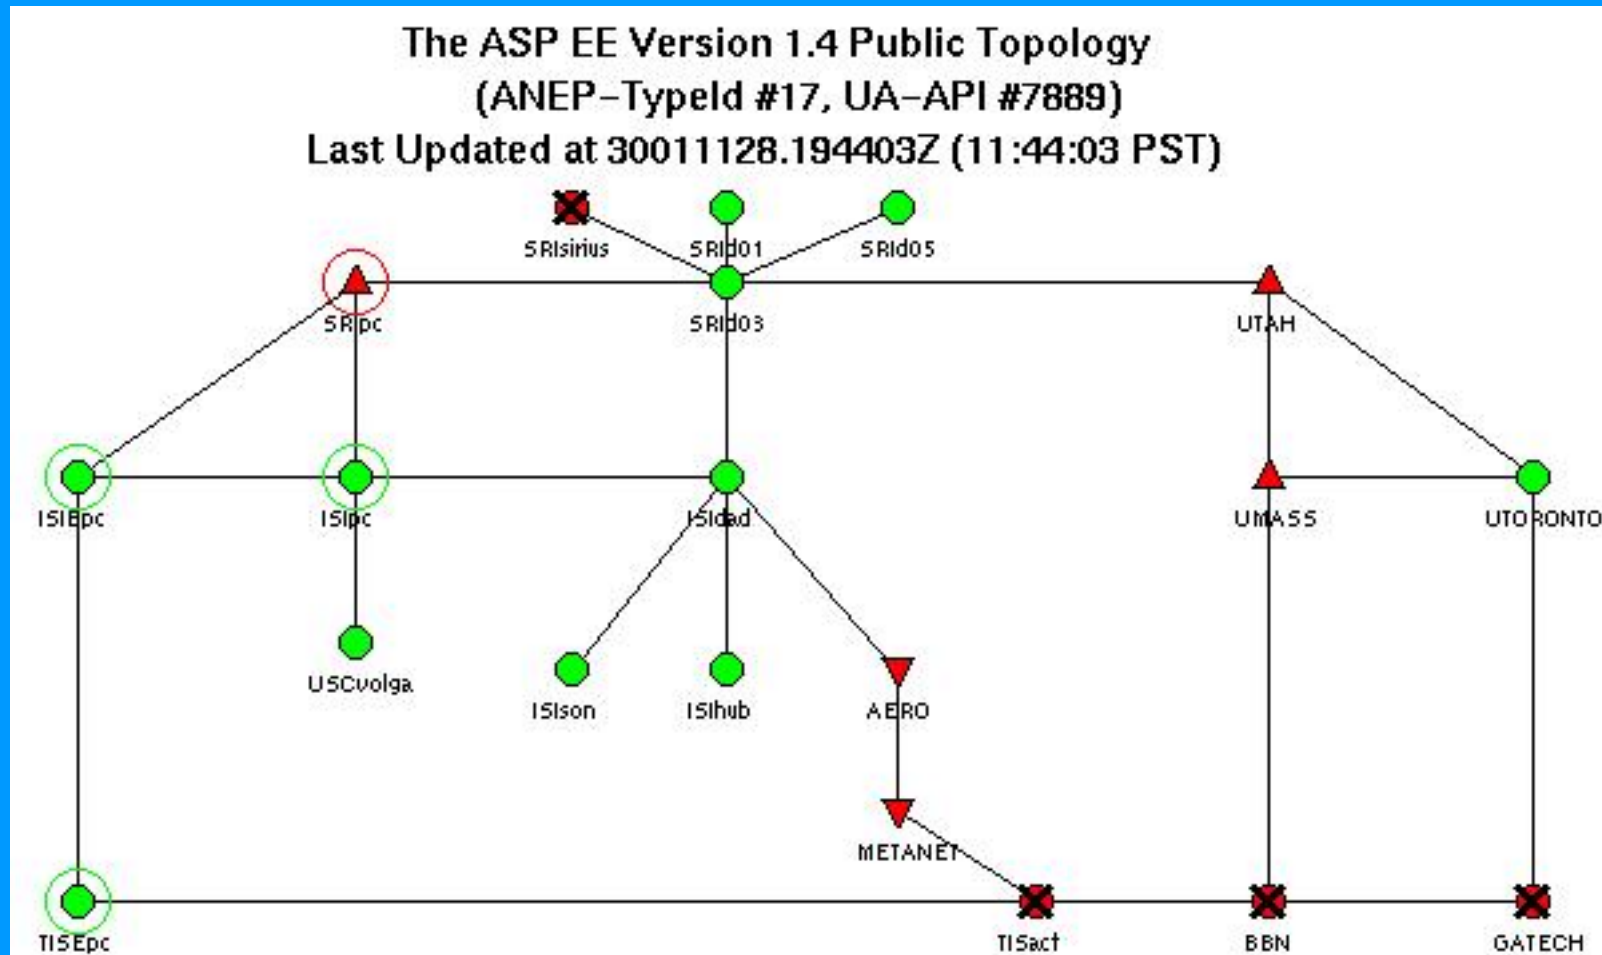 The ASP EE Version 1.4 Public Topology
(ANEP-TypeId #17, UA-API #7889)
Last Updated at 30011128.194403Z (11:44:03 PST)
SRIsirius SRId01 SRId05
SRIpc SRId03 UTAH
ISIEpc ISIpc ISIdad UMASS UTORONTO
USCvolga
ISIson ISIhub AERO
METANET
TISEpc TISact BBN GATECH